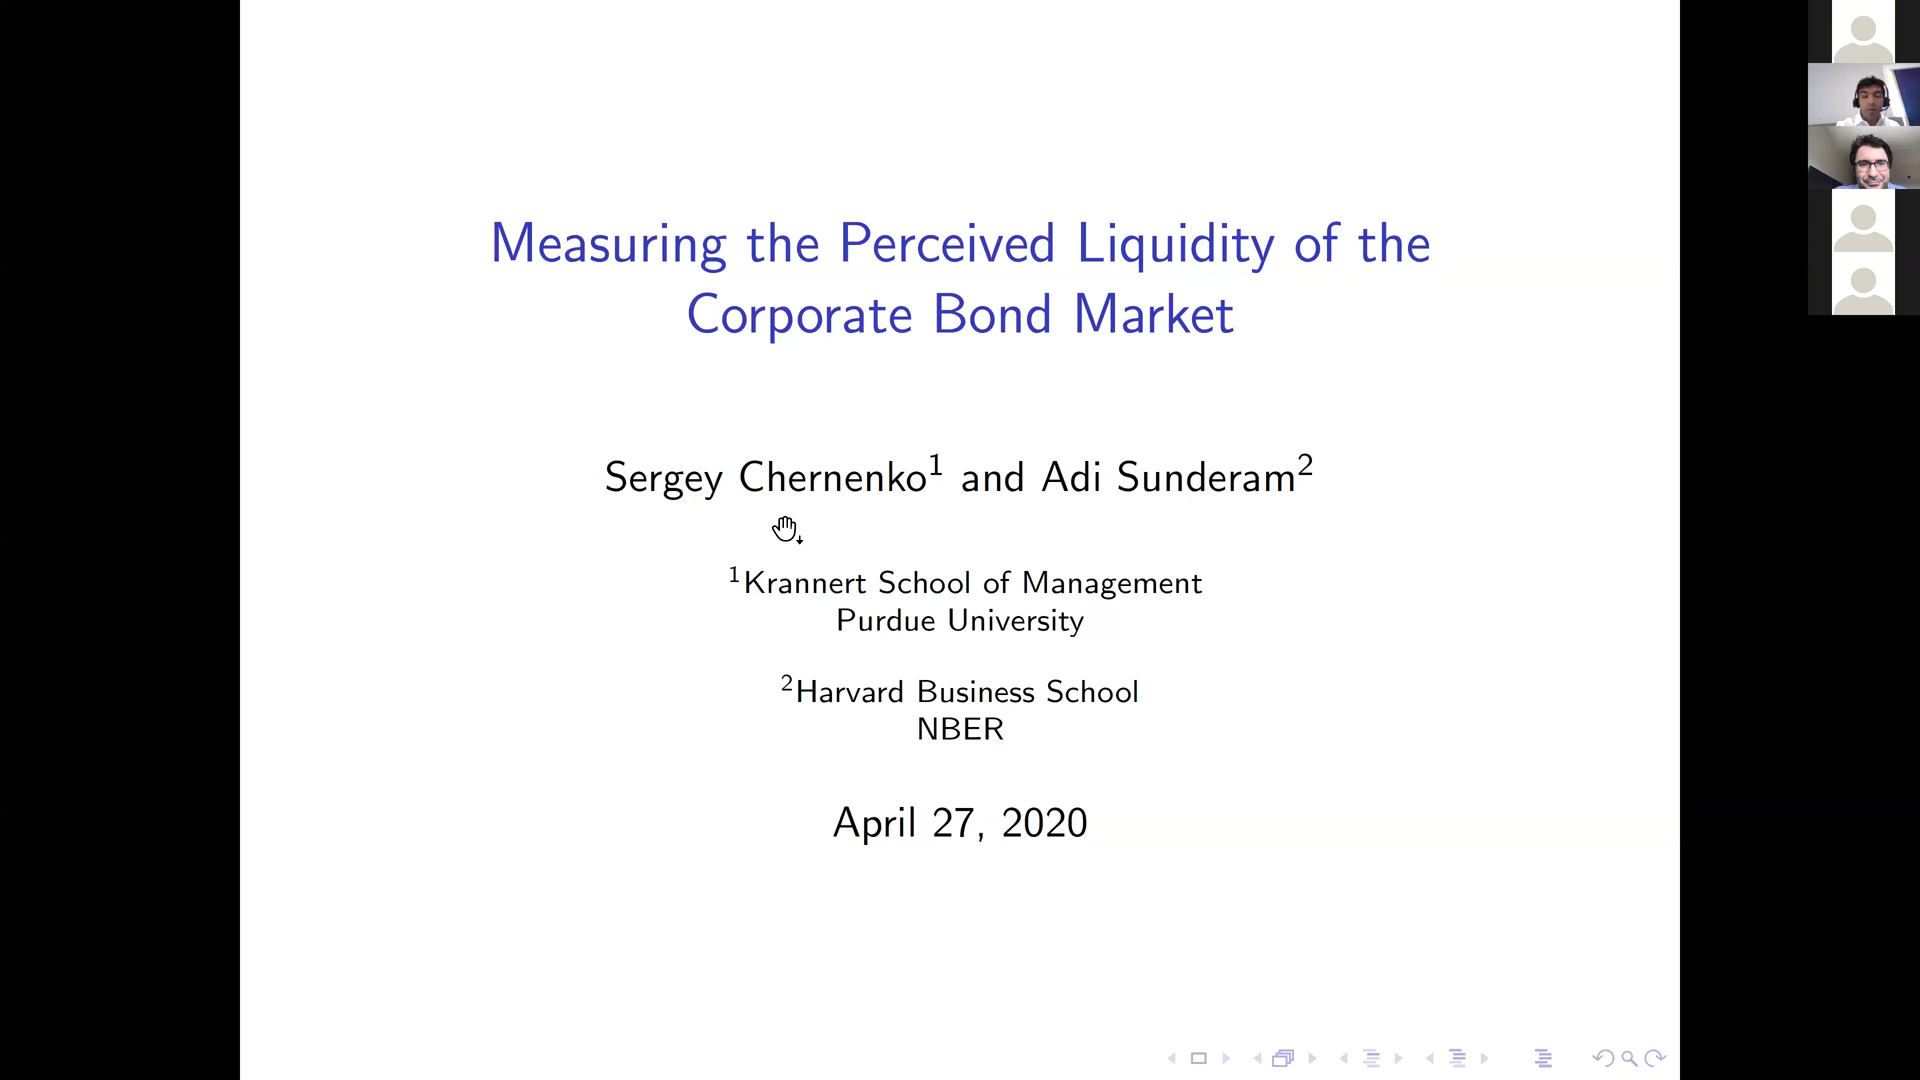 Measuring the Perceived Liquidity of the
Corporate Bond Market
Sergey Chernenko¹ and Adi Sunderam²
¹Krannert School of Management
Purdue University
²Harvard Business School
NBER
April 27, 2020